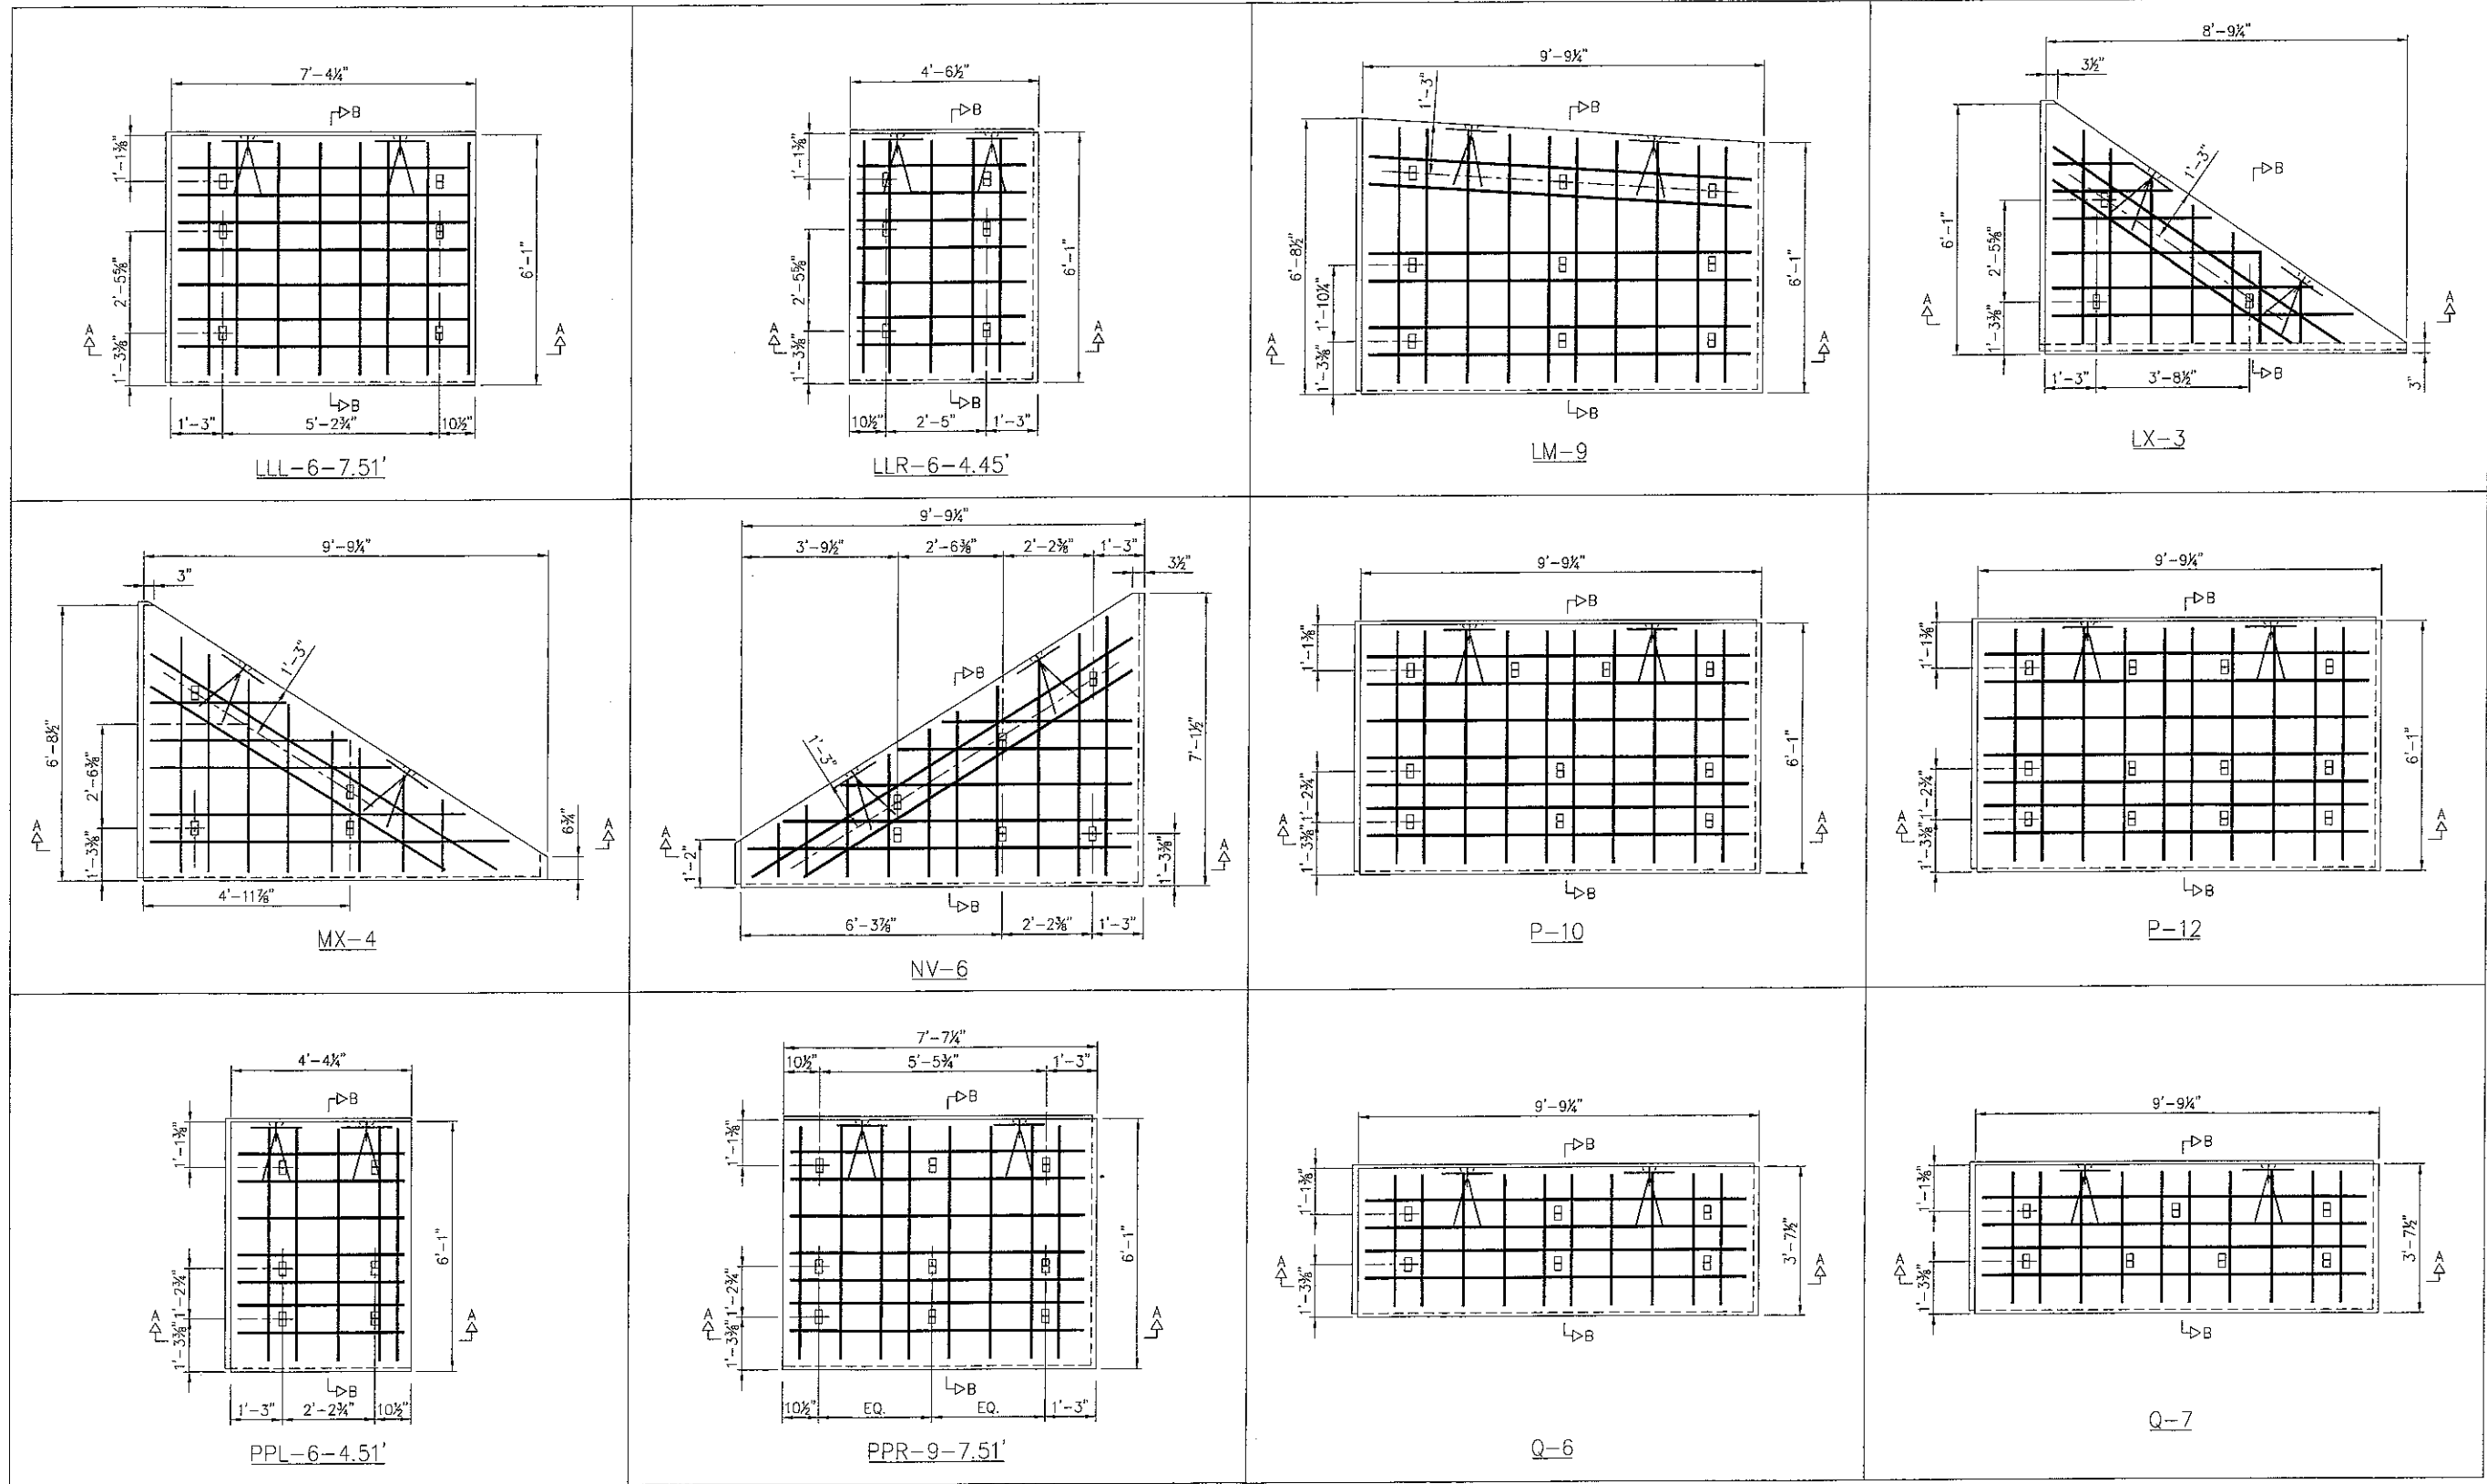 7'-4¼"
B
1'-1⅜"
2'-5⅝"
6'-1"
A
A
1'-3⅜"
B
1'-3"
5'-2¾"
10½"
LLL-6-7.51'
4'-6½"
B
1'-1⅜"
2'-5⅝"
6'-1"
A
A
1'-3⅜"
B
10½"
2'-5"
1'-3"
LLR-6-4.45'
9'-9¼"
1'-3"
B
6'-8½"
1'-10¼"
6'-1"
A
A
1'-3⅜"
B
LM-9
8'-9¼"
3½"
1'-3"
B
6'-1"
2'-5⅝"
A
A
1'-3⅜"
1'-3"
3'-8½"
B
3"
LX-3
9'-9¼"
3"
1'-3"
6'-8½"
2'-6⅜"
A
A
1'-3⅜"
6¾"
4'-11⅞"
MX-4
9'-9¼"
3'-9½"
2'-6⅜"
2'-2⅜"
1'-3"
3½"
B
1'-3"
7'-1½"
A
A
1'-2"
1'-3⅜"
B
6'-3⅞"
2'-2⅜"
1'-3"
NV-6
9'-9¼"
B
1'-1⅜"
6'-1"
1'-2¾"
A
A
1'-3⅜"
B
P-10
9'-9¼"
B
1'-1⅜"
6'-1"
1'-2¾"
A
A
1'-3⅜"
B
P-12
4'-4¼"
B
1'-1⅜"
6'-1"
1'-2¾"
A
A
1'-3⅜"
B
1'-3"
2'-2¾"
10½"
PPL-6-4.51'
7'-7¼"
10½"
5'-5¾"
1'-3"
B
1'-1⅜"
6'-1"
1'-2¾"
A
A
1'-3⅜"
B
10½"
EQ.
EQ.
1'-3"
PPR-9-7.51'
9'-9¼"
B
1'-1⅜"
3'-7½"
A
A
1'-3⅜"
B
Q-6
9'-9¼"
B
1'-1⅜"
3'-7½"
A
A
1'-3⅜"
B
Q-7